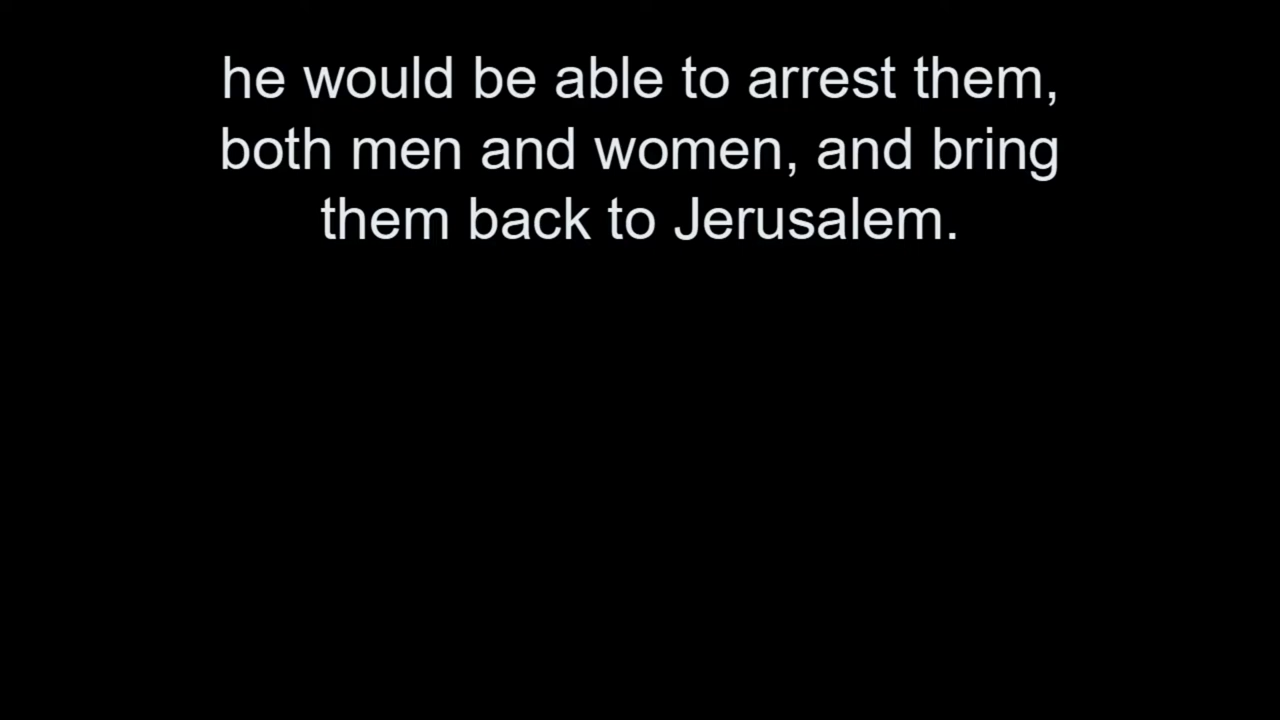 he would be able to arrest them,
both men and women, and bring
them back to Jerusalem.